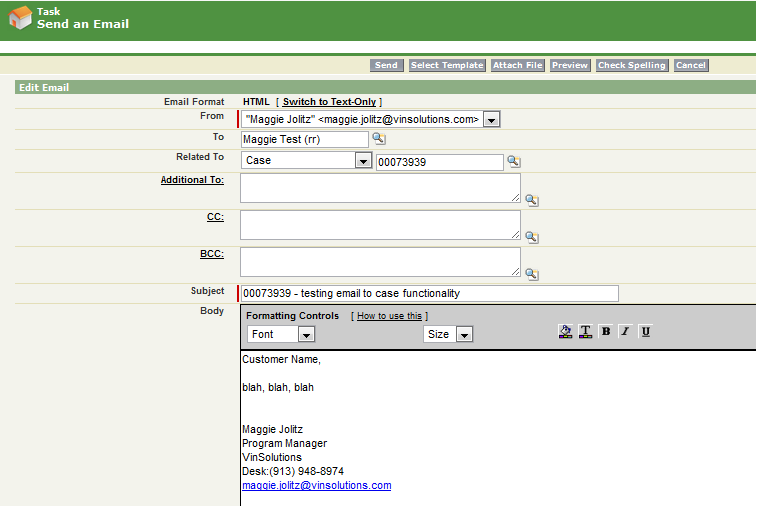 Task
Send an Email
Send Select Template Attach File Preview Check Spelling Cancel
Edit Email
Email Format HTML [ Switch to Text-Only ]
From "Maggie Jolitz" <maggie.jolitz@vinsolutions.com>
To Maggie Test (rr)
Related To Case 00073939
Additional To:
CC:
BCC:
Subject 00073939 - testing email to case functionality
Body Formatting Controls [ How to use this ]
Font Size T B I U
Customer Name,
blah, blah, blah
Maggie Jolitz
Program Manager
VinSolutions
Desk:(913) 948-8974
maggie.jolitz@vinsolutions.com